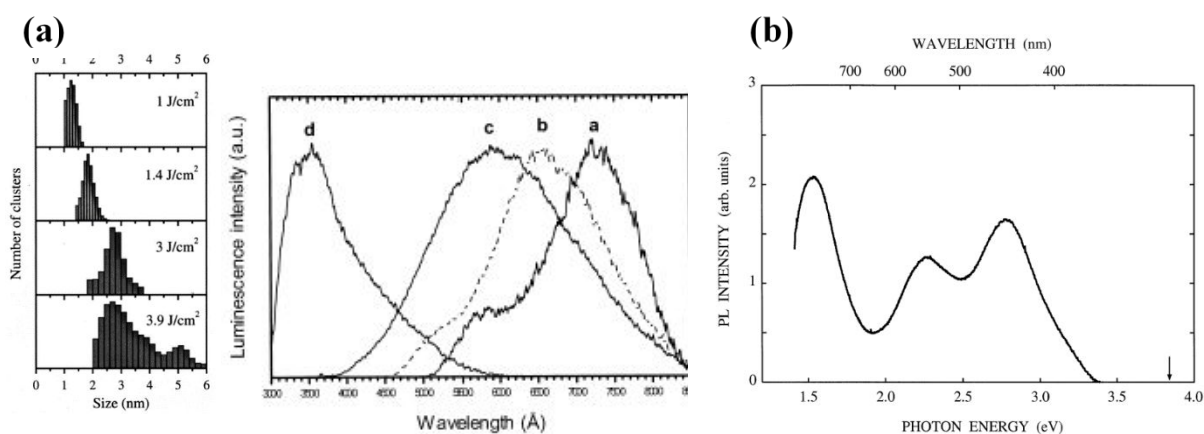 (a)
0 1 2 3 4 5 6
1 J/cm²
1.4 J/cm²
3 J/cm²
3.9 J/cm²
Number of clusters
0 1 2 3 4 5 6
Size (nm)
d c b a
Luminescence intensity (a.u.)
3000 3500 4000 4500 5000 5500 6000 6500 7000 7500 8000
Wavelength (Å)
(b)
WAVELENGTH (nm)
700 600 500 400
3
2
1
0
PL INTENSITY (arb. units)
1.5 2.0 2.5 3.0 3.5 4.0
PHOTON ENERGY (eV)